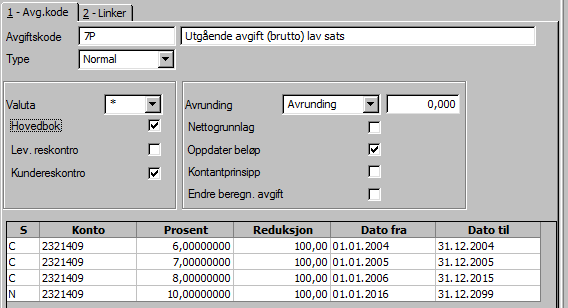 1 - Avg.kode 2 - Linker
Avgiftskode 7P Utgående avgift (brutto) lav sats
Type Normal
Valuta * Avrunding Avrunding 0,000
Hovedbok Nettogrunnlag
Lev. reskontro Oppdater beløp
Kundereskontro Kontantprinsipp
Endre beregn. avgift
S Konto Prosent Reduksjon Dato fra Dato til
C 2321409 6,00000000 100,00 01.01.2004 31.12.2004
C 2321409 7,00000000 100,00 01.01.2005 31.12.2005
C 2321409 8,00000000 100,00 01.01.2006 31.12.2015
N 2321409 10,00000000 100,00 01.01.2016 31.12.2099